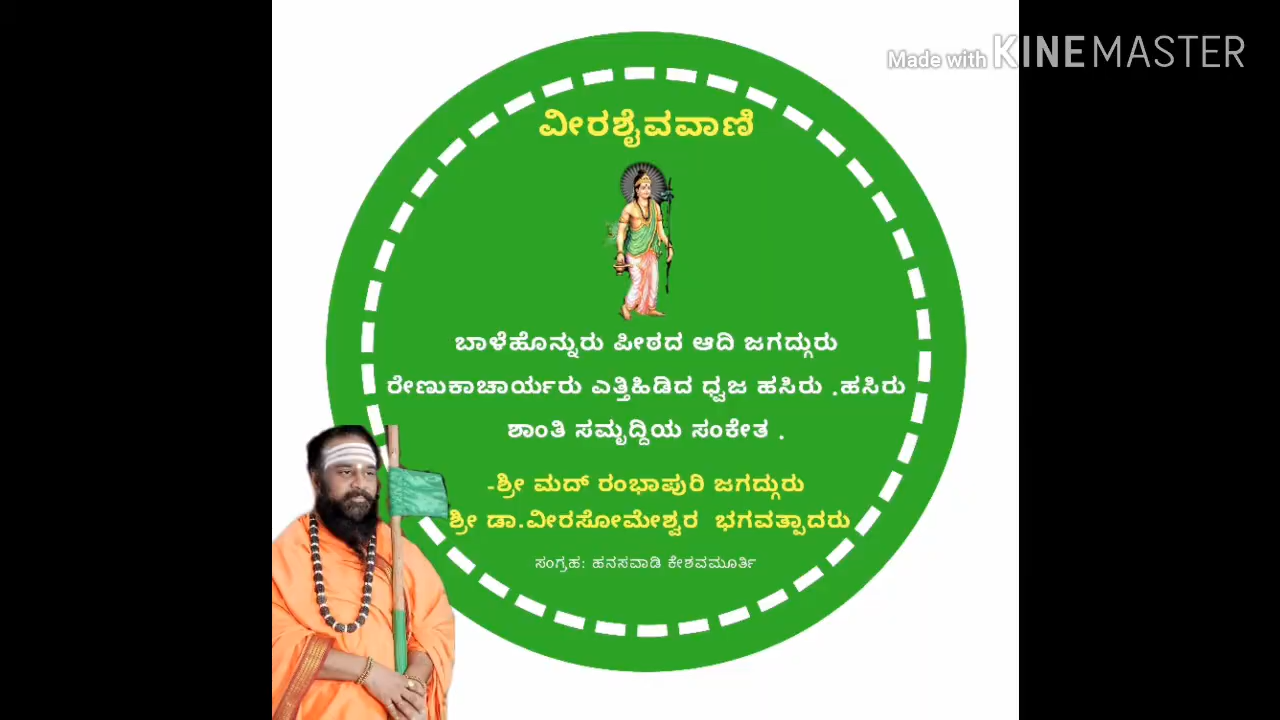 Made with KINEMASTER
ವೀರಶೈವವಾಣಿ
ಬಾಳೆಹೊನ್ನುರು ಪೀಠದ ಆದಿ ಜಗದ್ಗುರು
ರೇಣುಕಾಚಾರ್ಯರು ಎತ್ತಿಹಿಡಿದ ಧ್ವಜ ಹಸಿರು .ಹಸಿರು
ಶಾಂತಿ ಸಮೃದ್ದಿಯ ಸಂಕೇತ .
-ಶ್ರೀ ಮದ್ ರಂಭಾಪುರಿ ಜಗದ್ಗುರು
ಶ್ರೀ ಡಾ.ವೀರಸೋಮೇಶ್ವರ ಭಗವತ್ಪಾದರು
ಸಂಗ್ರಹ: ಹನಸವಾಡಿ ಕೇಶವಮೂರ್ತಿ